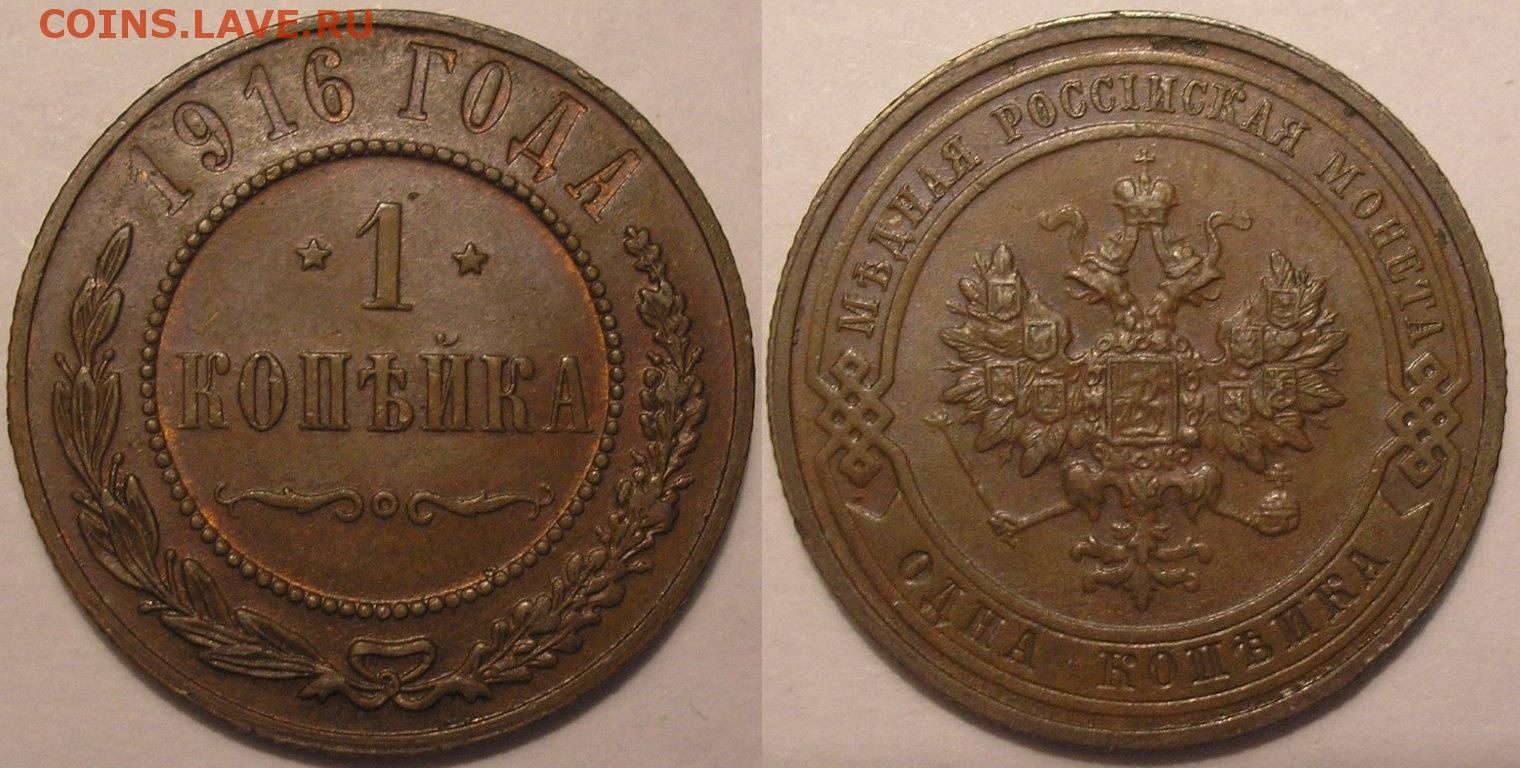 COINS.LAVE.RU
1916 ГОДА
★ 1 ★
КОПѢЙКА
МѢДНАЯ РОССІЙСКАЯ МОНЕТА
ОДНА КОПѢЙКА